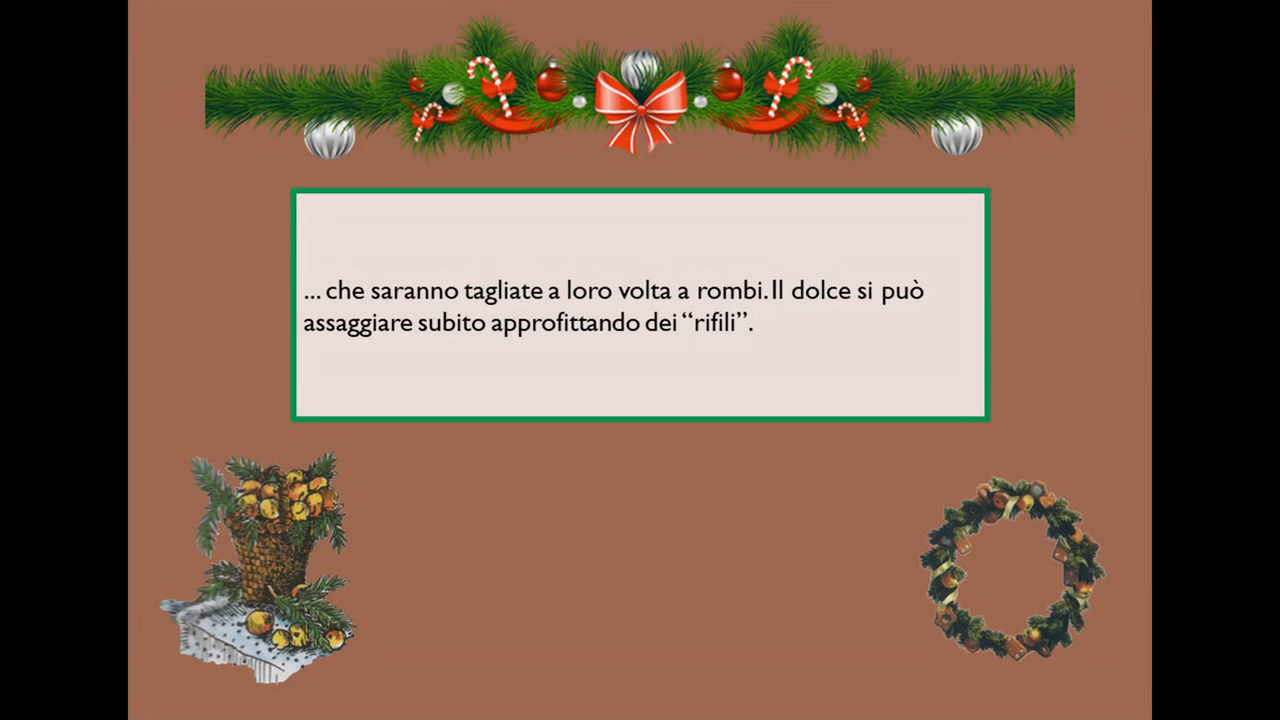 ... che saranno tagliate a loro volta a rombi. Il dolce si può
assaggiare subito approfittando dei “rifili”.